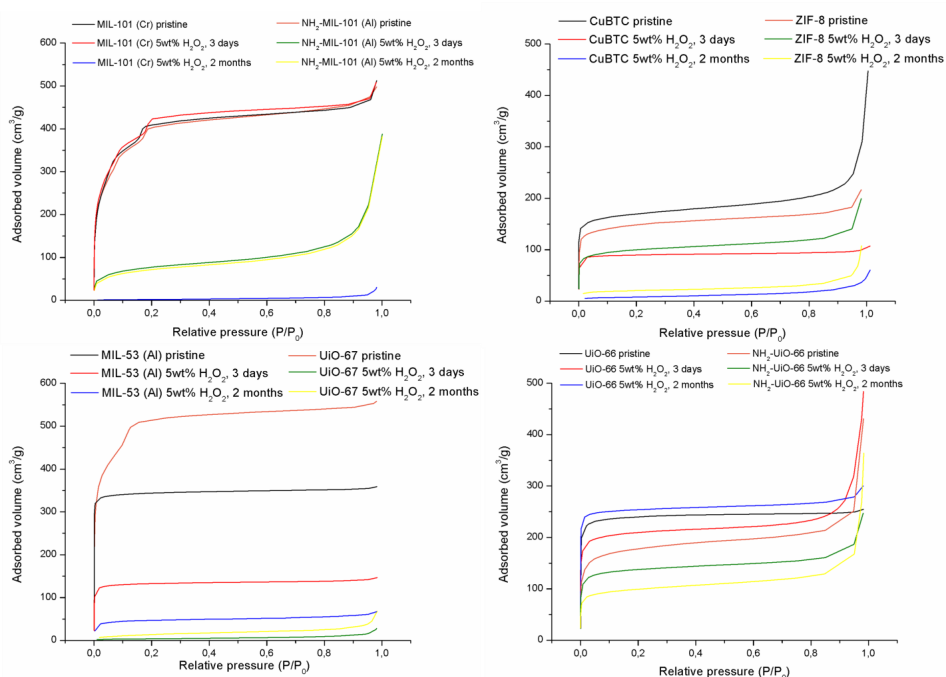 MIL-101 (Cr) pristine NH2-MIL-101 (Al) pristine
MIL-101 (Cr) 5wt% H2O2, 3 days NH2-MIL-101 (Al) 5wt% H2O2, 3 days
MIL-101 (Cr) 5wt% H2O2, 2 months NH2-MIL-101 (Al) 5wt% H2O2, 2 months
600
500
400
300
200
100
0
Adsorbed volume (cm³/g)
0,0 0,2 0,4 0,6 0,8 1,0
Relative pressure (P/P0)
CuBTC pristine ZIF-8 pristine
CuBTC 5wt% H2O2, 3 days ZIF-8 5wt% H2O2, 3 days
CuBTC 5wt% H2O2, 2 months ZIF-8 5wt% H2O2, 2 months
500
400
300
200
100
0
Adsorbed volume (cm³/g)
0,0 0,2 0,4 0,6 0,8 1,0
Relative pressure (P/P0)
MIL-53 (Al) pristine UiO-67 pristine
MIL-53 (Al) 5wt% H2O2, 3 days UiO-67 5wt% H2O2, 3 days
MIL-53 (Al) 5wt% H2O2, 2 months UiO-67 5wt% H2O2, 2 months
600
500
400
300
200
100
0
Adsorbed volume (cm³/g)
0,0 0,2 0,4 0,6 0,8 1,0
Relative pressure (P/P0)
UiO-66 pristine NH2-UiO-66 pristine
UiO-66 5wt% H2O2, 3 days NH2-UiO-66 5wt% H2O2, 3 days
UiO-66 5wt% H2O2, 2 months NH2-UiO-66 5wt% H2O2, 2 months
500
400
300
200
100
0
Adsorbed volume (cm³/g)
0,0 0,2 0,4 0,6 0,8 1,0
Relative pressure (P/P0)